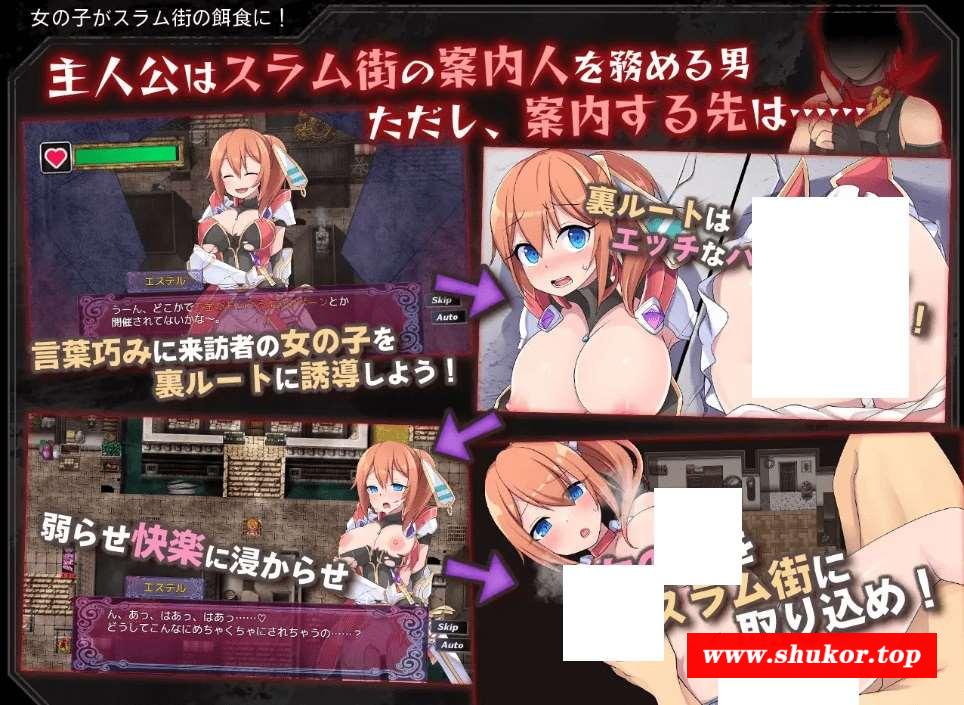 女の子がスラム街の餌食に！
主人公はスラム街の案内人を務める男
ただし、案内する先は……
エステル
うーん、どこかで
とか
開催されてないかな～。
Skip
Auto
言葉巧みに来訪者の女の子を
裏ルートに誘導しよう！
裏ルートは
エッチな
！
弱らせ快楽に浸からせ
エステル
ん、あっ、はあっ、はあっ……♡
どうしてこんなにめちゃくちゃにされちゃうの……？
Skip
Auto
を
スラム街に
取り込め！
www.shukor.top